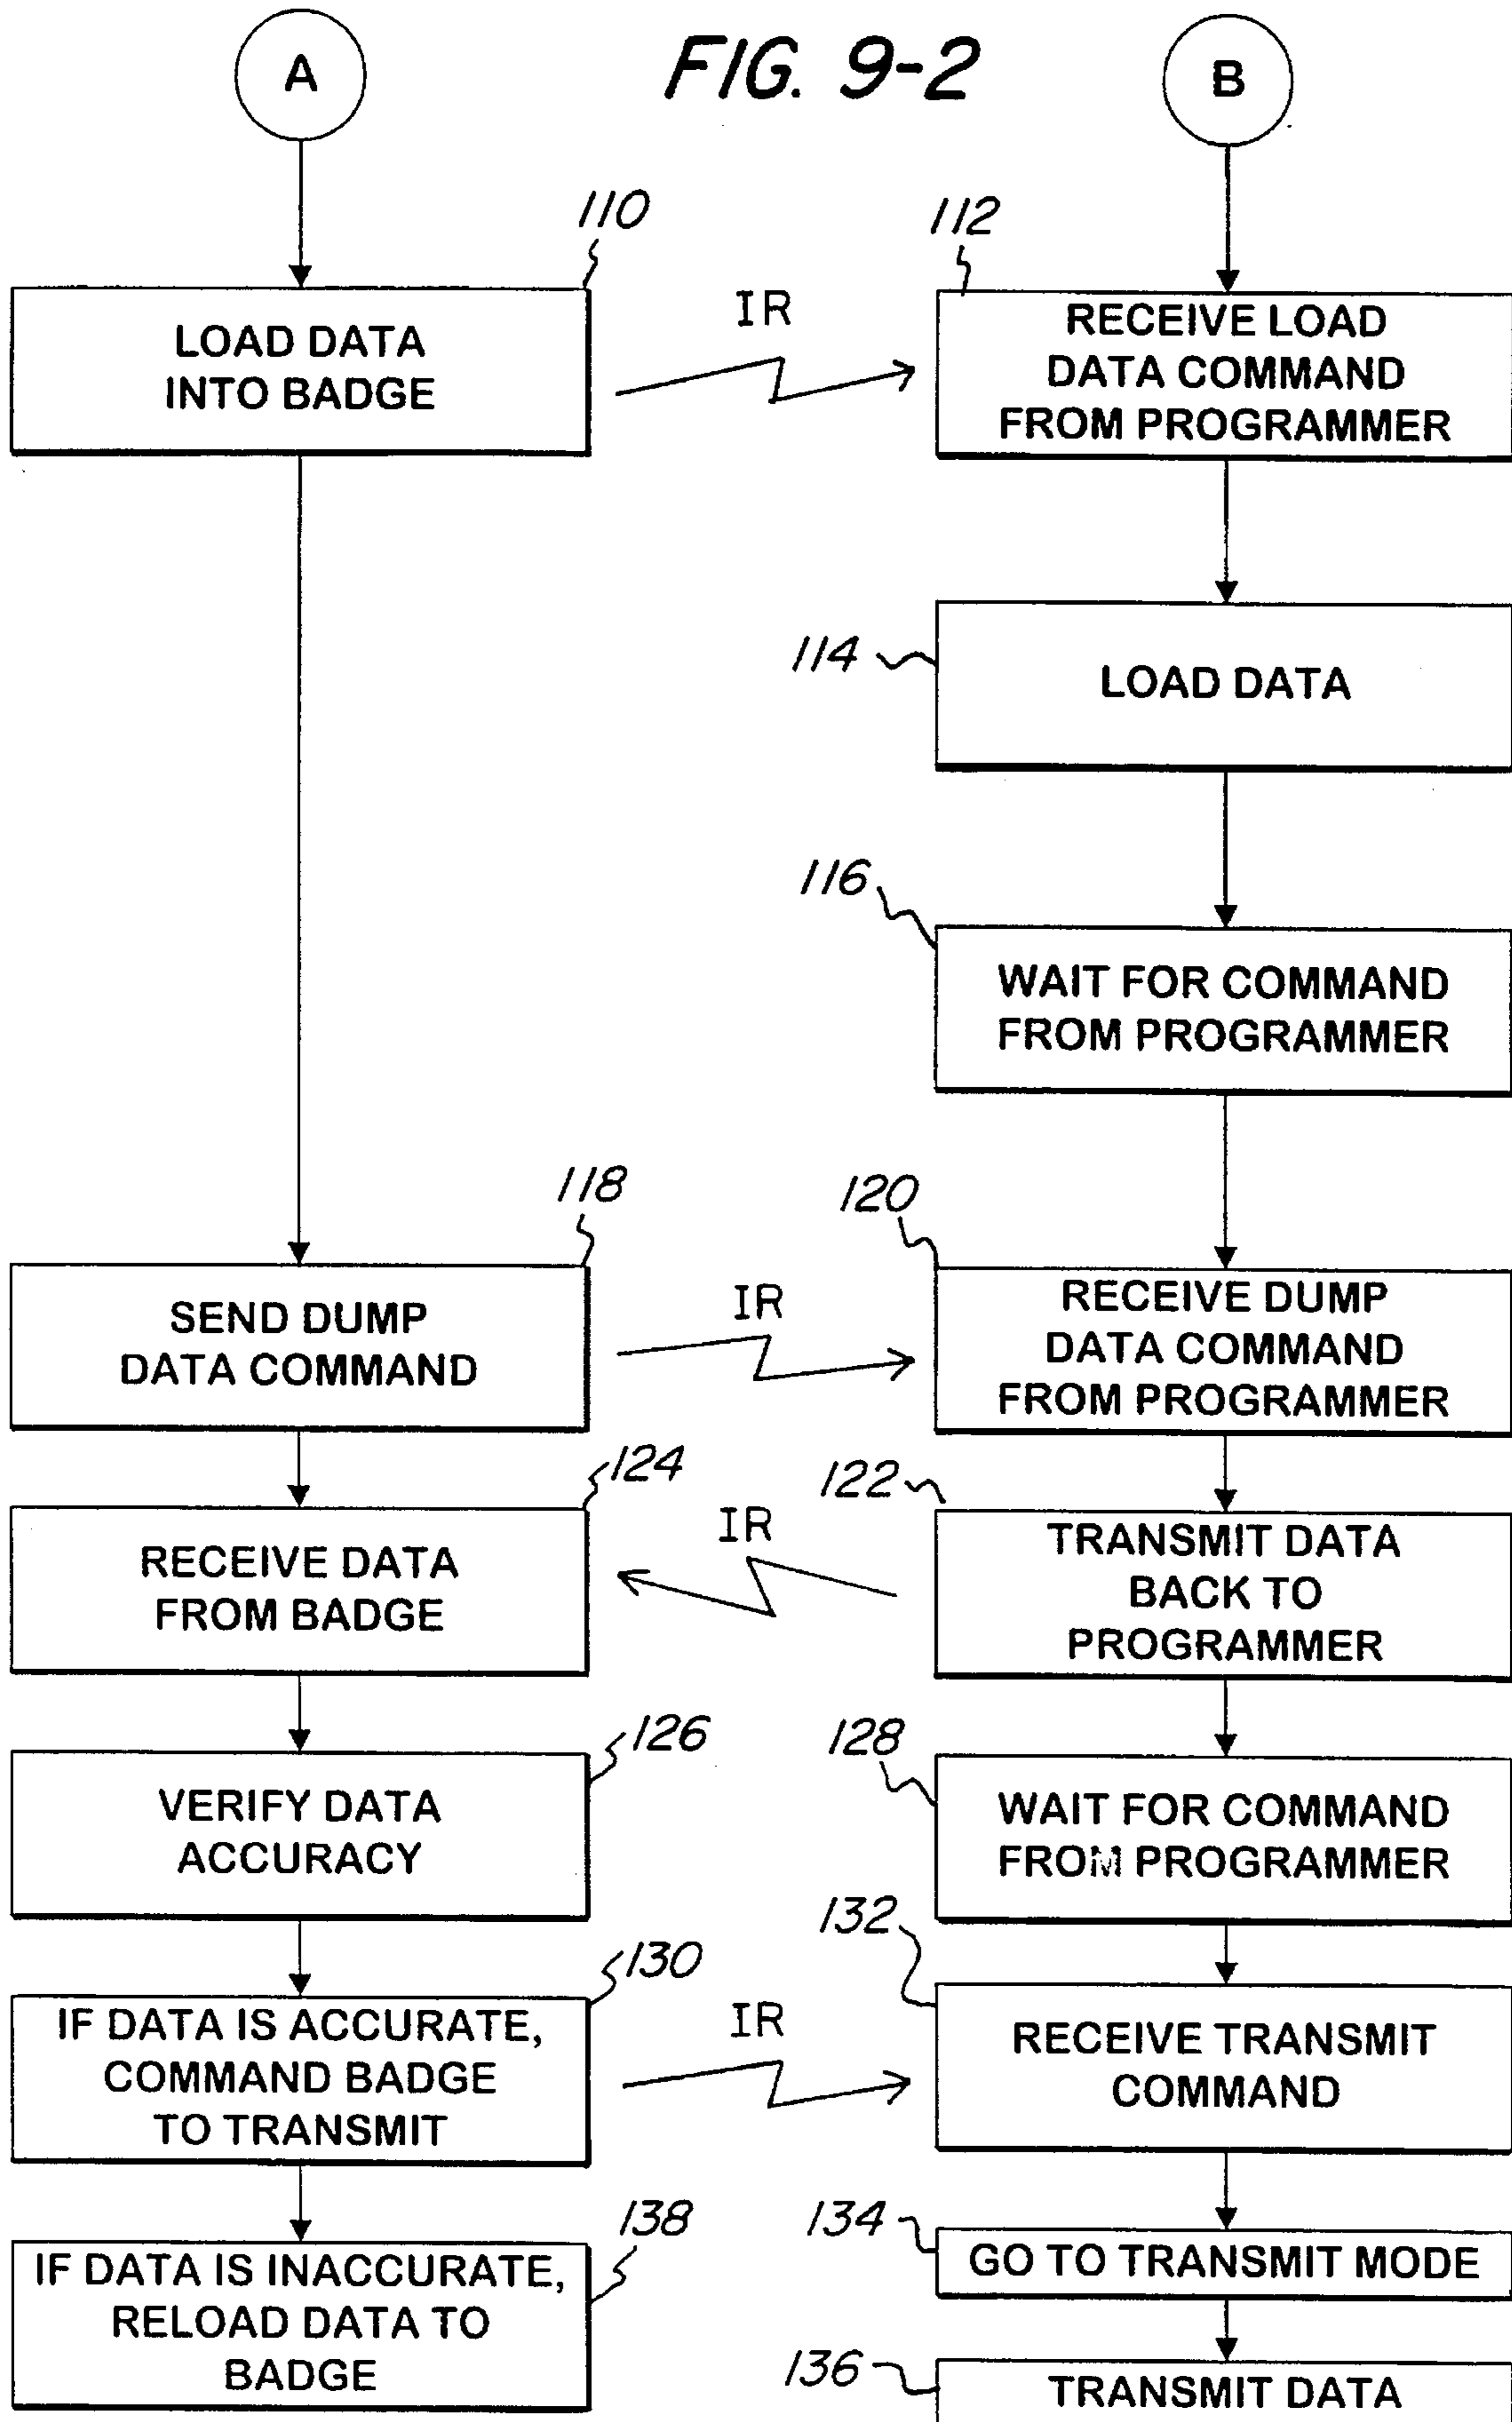 FIG. 9-2
A
B
110
LOAD DATA
INTO BADGE
IR
112
RECEIVE LOAD
DATA COMMAND
FROM PROGRAMMER
114
LOAD DATA
116
WAIT FOR COMMAND
FROM PROGRAMMER
118
SEND DUMP
DATA COMMAND
IR
120
RECEIVE DUMP
DATA COMMAND
FROM PROGRAMMER
124
RECEIVE DATA
FROM BADGE
IR
122
TRANSMIT DATA
BACK TO
PROGRAMMER
126
VERIFY DATA
ACCURACY
128
WAIT FOR COMMAND
FROM PROGRAMMER
130
IF DATA IS ACCURATE,
COMMAND BADGE
TO TRANSMIT
IR
132
RECEIVE TRANSMIT
COMMAND
134
GO TO TRANSMIT MODE
138
IF DATA IS INACCURATE,
RELOAD DATA TO
BADGE
136
TRANSMIT DATA